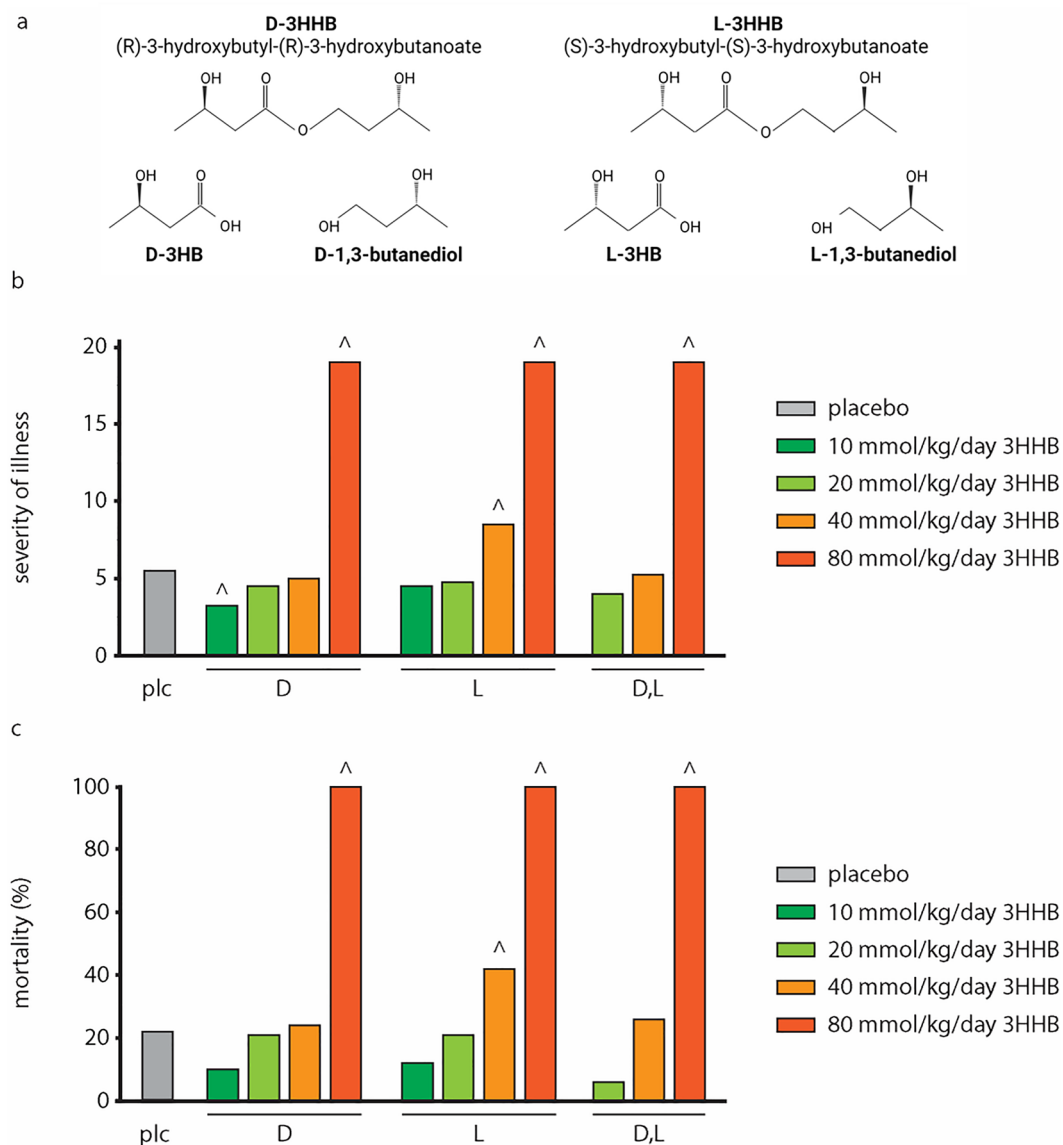 a
D-3HHB
(R)-3-hydroxybutyl-(R)-3-hydroxybutanoate
L-3HHB
(S)-3-hydroxybutyl-(S)-3-hydroxybutanoate
OH O OH
O
OH O OH
O
OH O
OH
OH
OH
OH O
OH
OH
OH
D-3HB
D-1,3-butanediol
L-3HB
L-1,3-butanediol
b
severity of illness
20
15
10
5
0
^ ^ ^ ^ ^
plc D L D,L
placebo
10 mmol/kg/day 3HHB
20 mmol/kg/day 3HHB
40 mmol/kg/day 3HHB
80 mmol/kg/day 3HHB
c
mortality (%)
100
80
60
40
20
0
^ ^ ^ ^
plc D L D,L
placebo
10 mmol/kg/day 3HHB
20 mmol/kg/day 3HHB
40 mmol/kg/day 3HHB
80 mmol/kg/day 3HHB